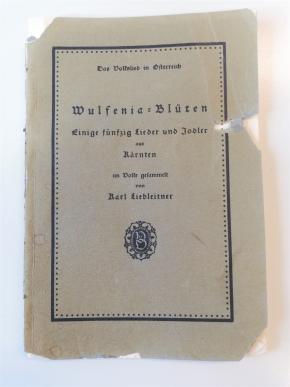 Das Volkslied in Österreich
Wulfenia=Blüten
Einige fünfzig Lieder und Jodler
aus
Kärnten
im Volke gesammelt
von
Karl Liebleitner